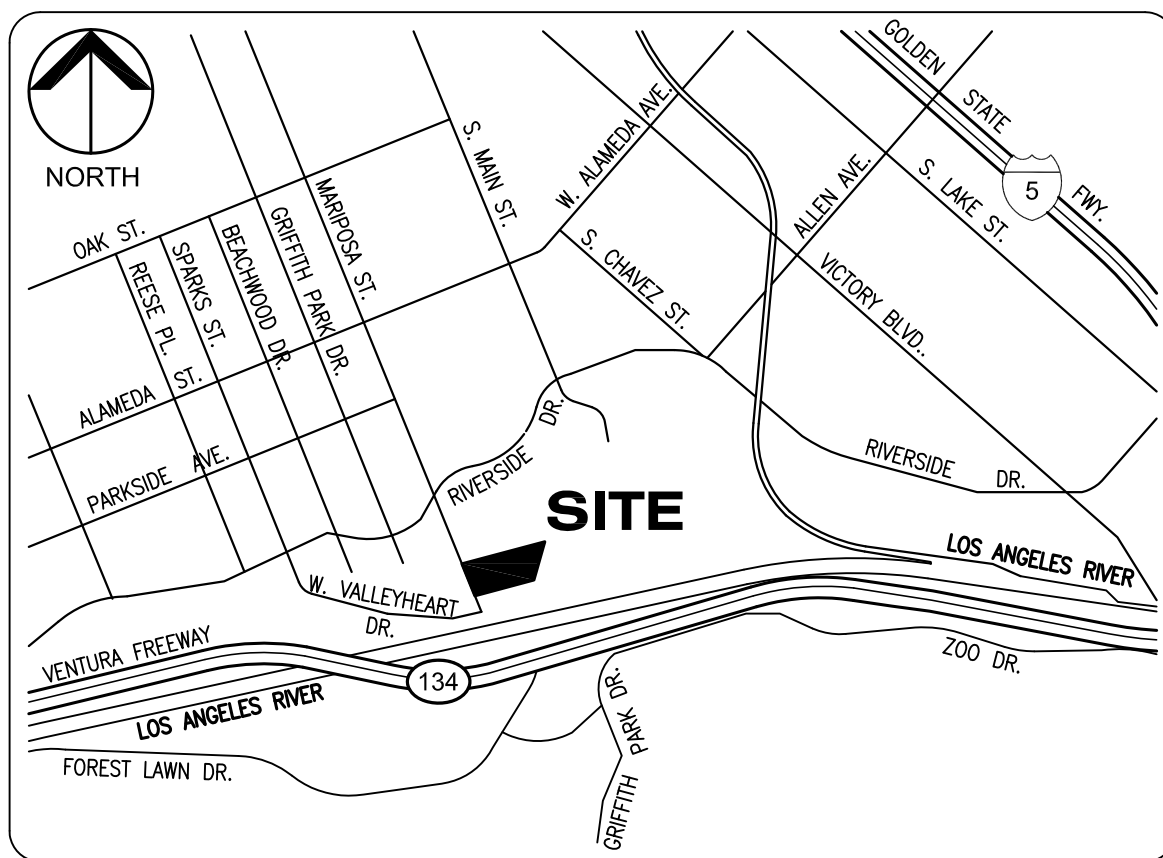 NORTH
OAK ST.
REESE PL.
SPARKS ST.
BEACHWOOD DR.
GRIFFITH PARK DR.
MARIPOSA ST.
S. MAIN ST.
W. ALAMEDA AVE.
S. CHAVEZ ST.
ALLEN AVE.
VICTORY BLVD..
S. LAKE ST.
GOLDEN STATE FWY.
5
ALAMEDA ST.
PARKSIDE AVE.
RIVERSIDE DR.
RIVERSIDE DR.
SITE
W. VALLEYHEART DR.
LOS ANGELES RIVER
VENTURA FREEWAY
134
LOS ANGELES RIVER
ZOO DR.
FOREST LAWN DR.
GRIFFITH PARK DR.